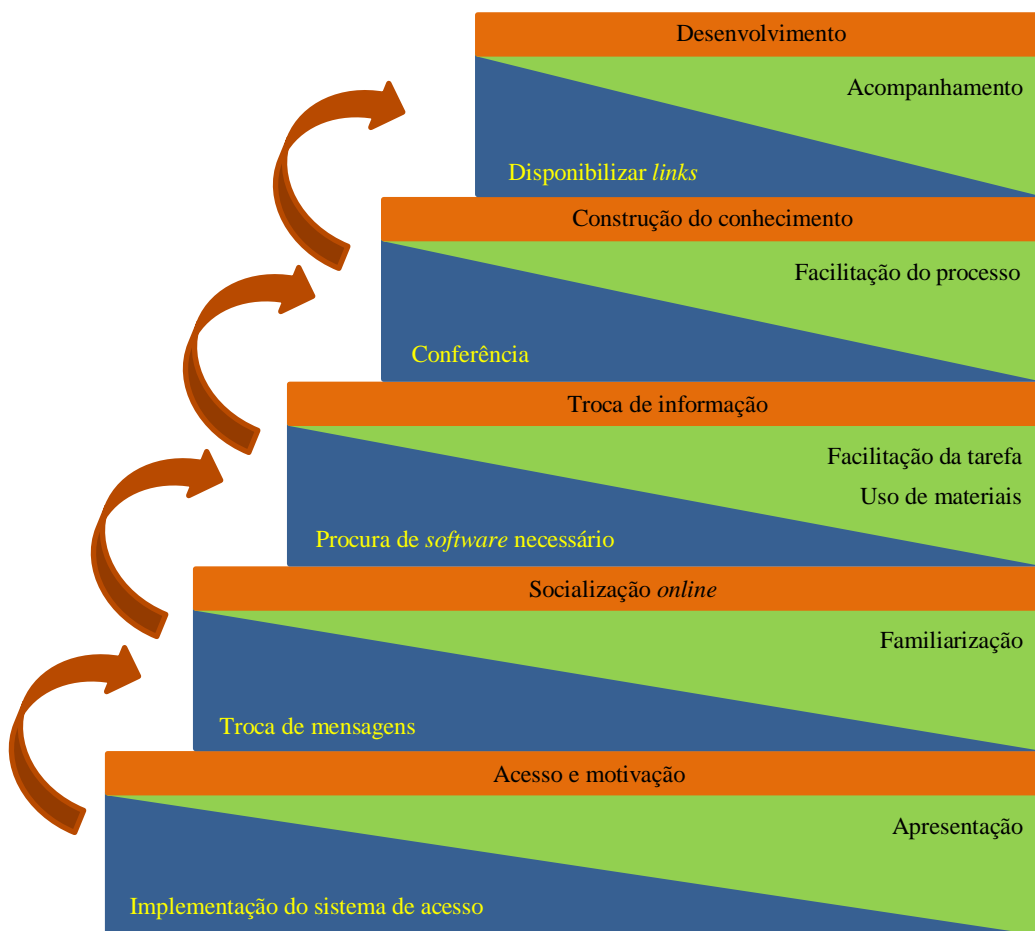 Desenvolvimento
Acompanhamento
Disponibilizar links
Construção do conhecimento
Facilitação do processo
Conferência
Troca de informação
Facilitação da tarefa
Uso de materiais
Procura de software necessário
Socialização online
Familiarização
Troca de mensagens
Acesso e motivação
Apresentação
Implementação do sistema de acesso